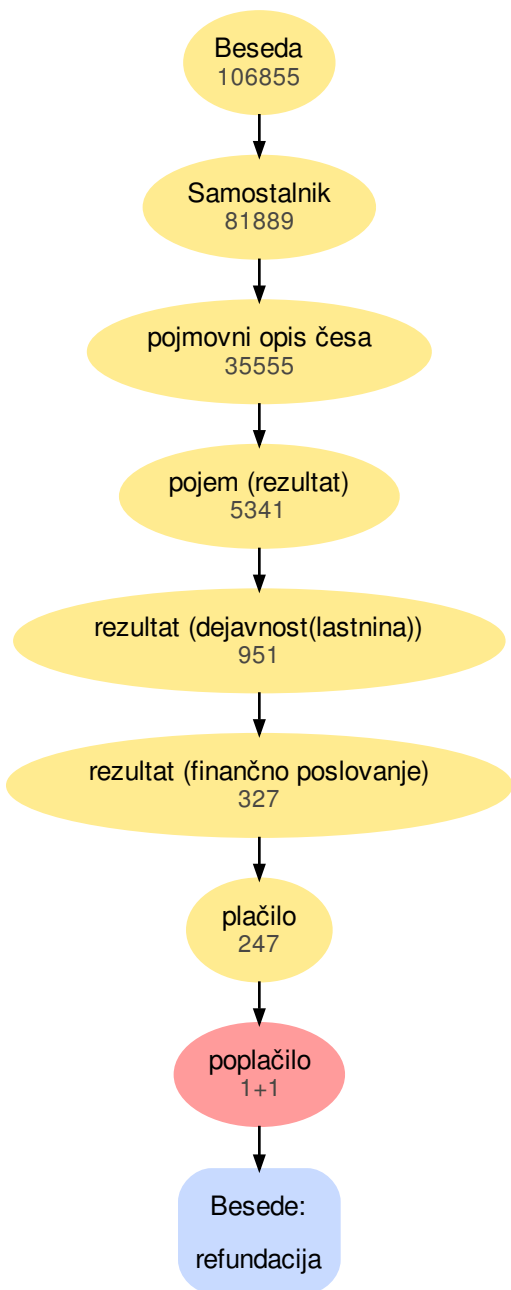 Beseda
106855
Samostalnik
81889
pojmovni opis česa
35555
pojem (rezultat)
5341
rezultat (dejavnost(lastnina))
951
rezultat (finančno poslovanje)
327
plačilo
247
poplačilo
1+1
Besede:
refundacija